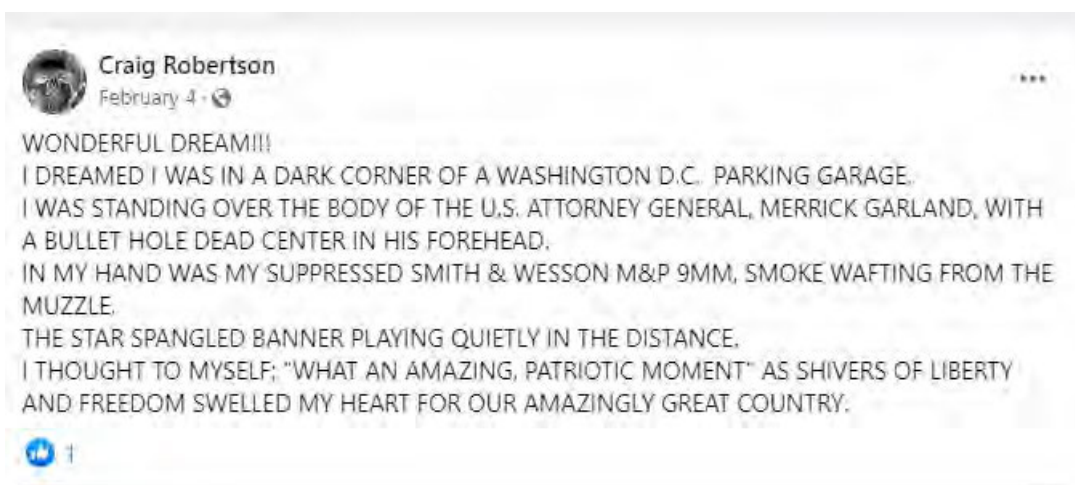 Craig Robertson
February 4 ·
WONDERFUL DREAM!!!
I DREAMED I WAS IN A DARK CORNER OF A WASHINGTON D.C. PARKING GARAGE.
I WAS STANDING OVER THE BODY OF THE U.S. ATTORNEY GENERAL, MERRICK GARLAND, WITH
A BULLET HOLE DEAD CENTER IN HIS FOREHEAD.
IN MY HAND WAS MY SUPPRESSED SMITH & WESSON M&P 9MM, SMOKE WAFTING FROM THE
MUZZLE.
THE STAR SPANGLED BANNER PLAYING QUIETLY IN THE DISTANCE.
I THOUGHT TO MYSELF; "WHAT AN AMAZING, PATRIOTIC MOMENT" AS SHIVERS OF LIBERTY
AND FREEDOM SWELLED MY HEART FOR OUR AMAZINGLY GREAT COUNTRY.
1